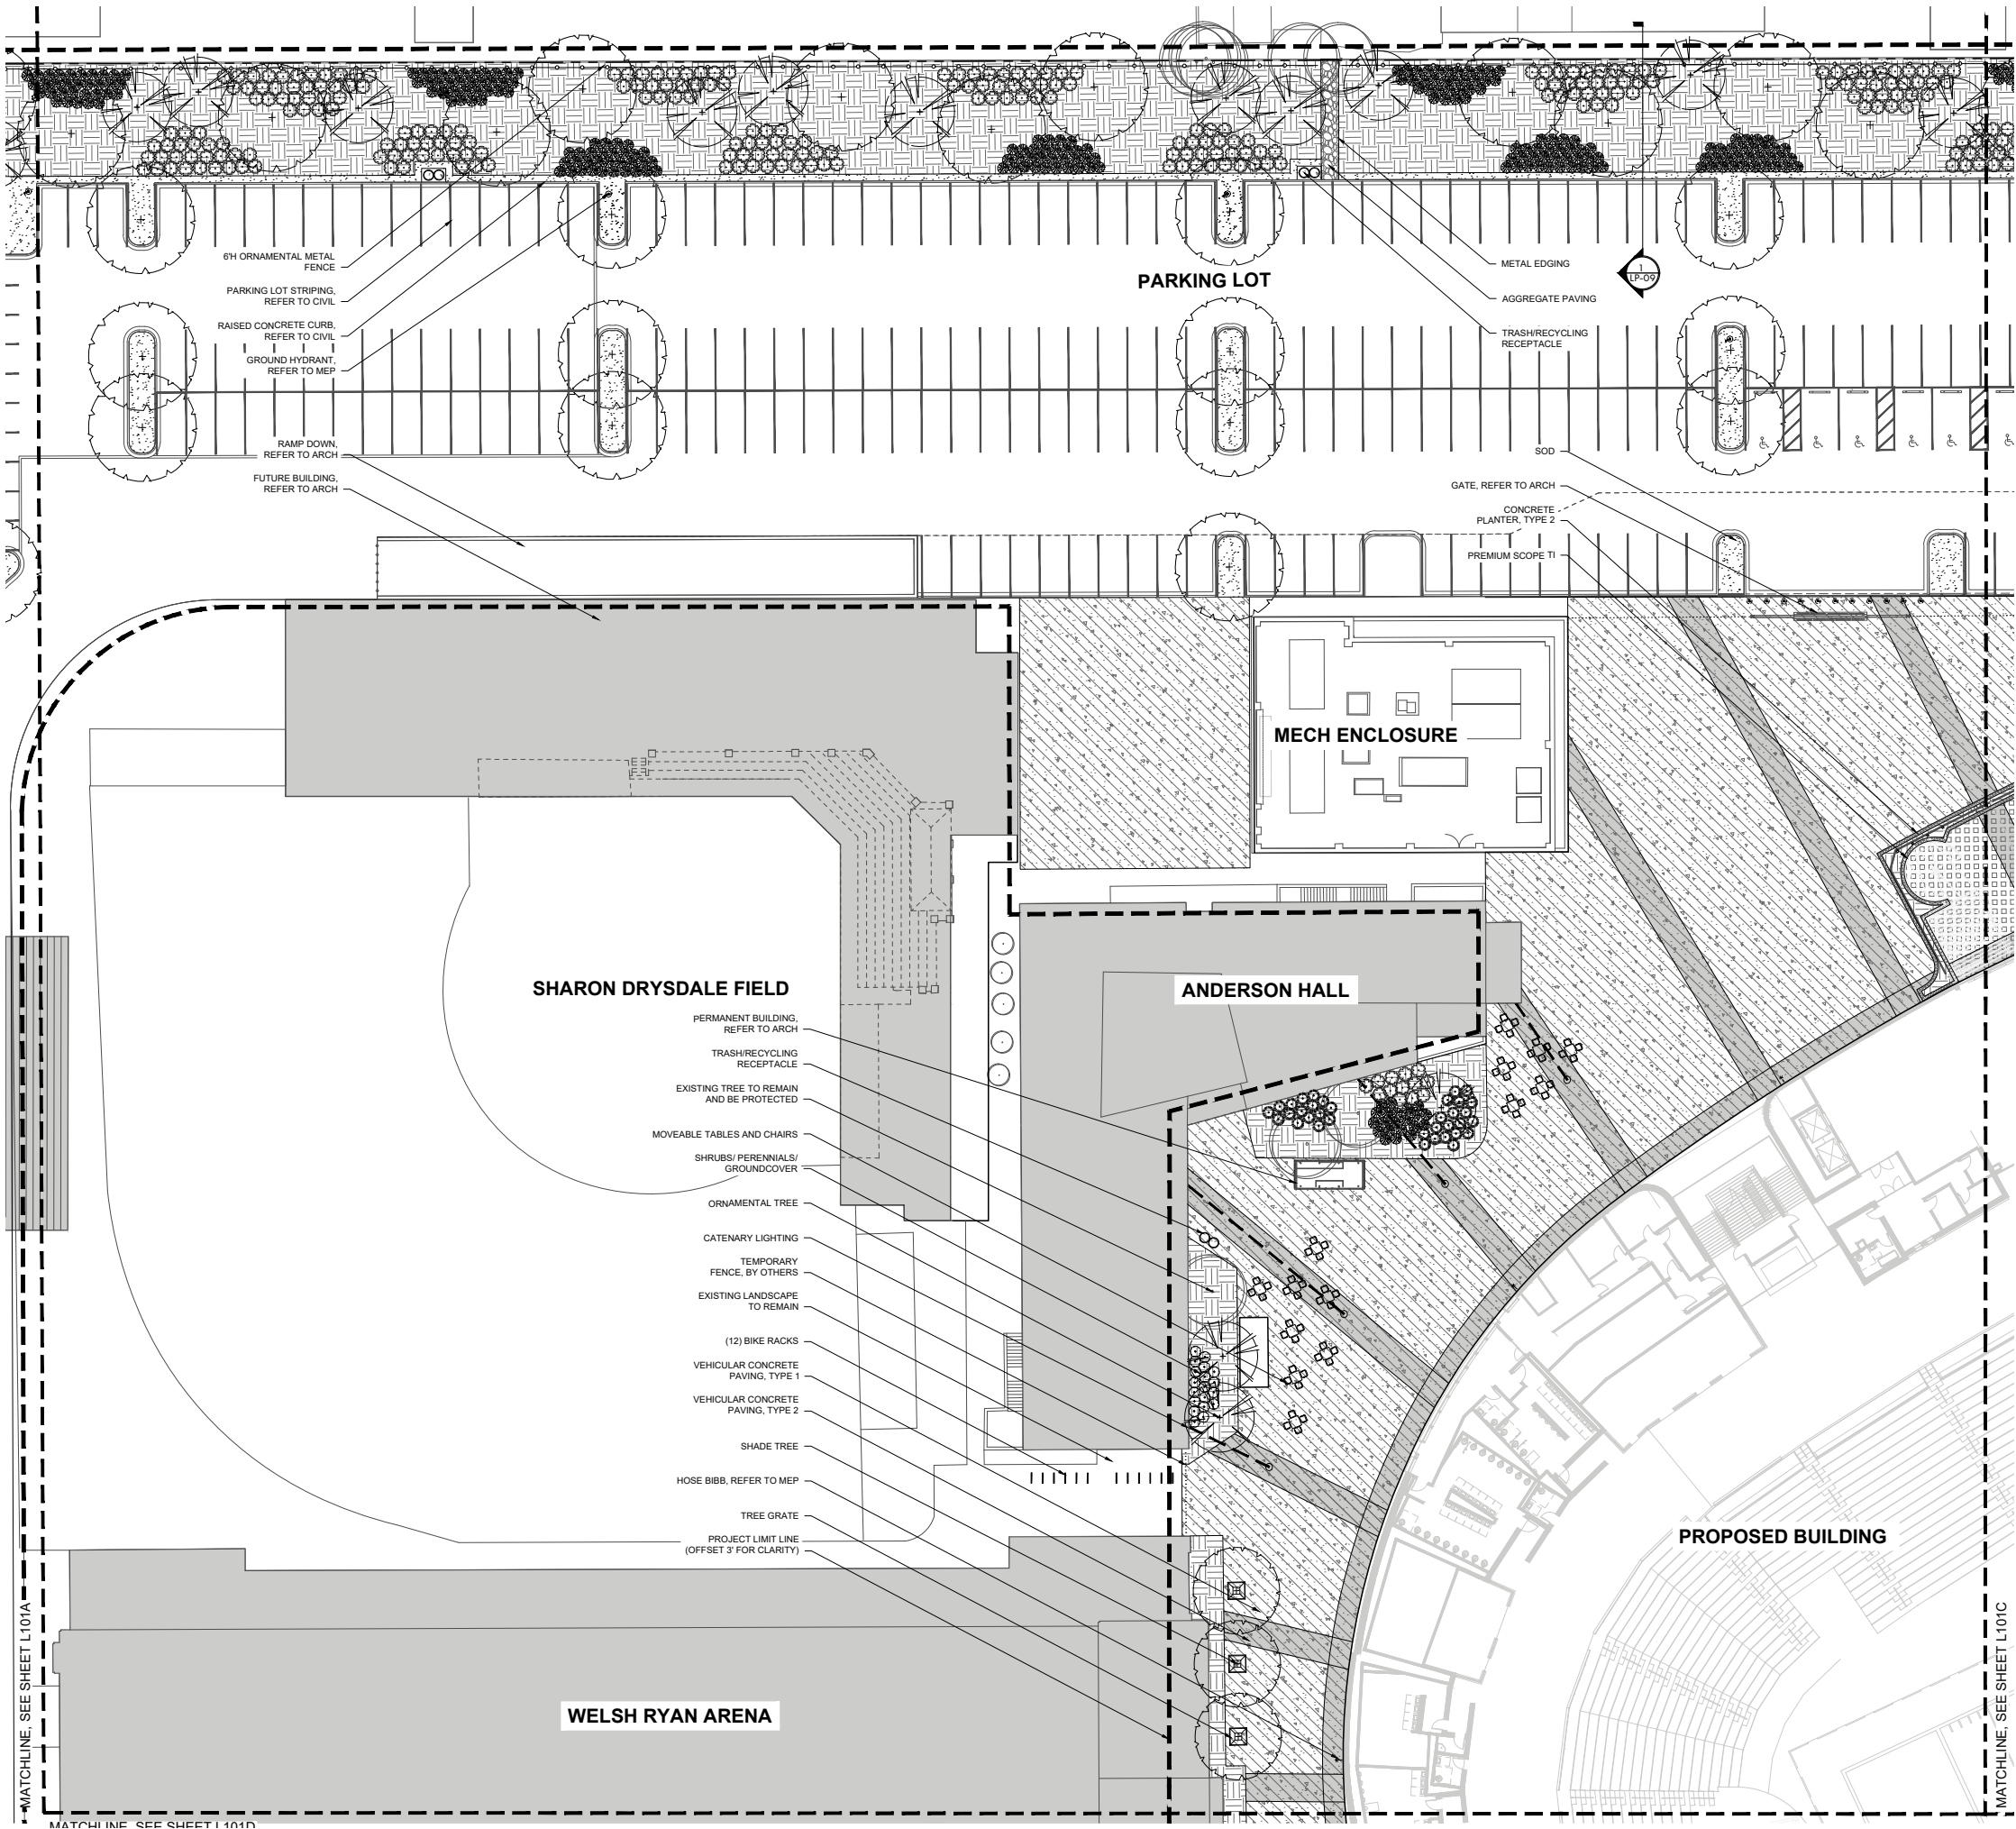 6'H ORNAMENTAL METAL
FENCE
PARKING LOT STRIPING,
REFER TO CIVIL
RAISED CONCRETE CURB,
REFER TO CIVIL
GROUND HYDRANT,
REFER TO MEP
RAMP DOWN,
REFER TO ARCH
FUTURE BUILDING,
REFER TO ARCH
PARKING LOT
METAL EDGING
1
LP-09
AGGREGATE PAVING
TRASH/RECYCLING
RECEPTACLE
SOD
GATE, REFER TO ARCH
CONCRETE
PLANTER, TYPE 2
PREMIUM SCOPE TI
MECH ENCLOSURE
SHARON DRYSDALE FIELD
ANDERSON HALL
PERMANENT BUILDING,
REFER TO ARCH
TRASH/RECYCLING
RECEPTACLE
EXISTING TREE TO REMAIN
AND BE PROTECTED
MOVEABLE TABLES AND CHAIRS
SHRUBS/ PERENNIALS/
GROUNDCOVER
ORNAMENTAL TREE
CATENARY LIGHTING
TEMPORARY
FENCE, BY OTHERS
EXISTING LANDSCAPE
TO REMAIN
(12) BIKE RACKS
VEHICULAR CONCRETE
PAVING, TYPE 1
VEHICULAR CONCRETE
PAVING, TYPE 2
SHADE TREE
HOSE BIBB, REFER TO MEP
TREE GRATE
PROJECT LIMIT LINE
(OFFSET 3' FOR CLARITY)
PROPOSED BUILDING
WELSH RYAN ARENA
MATCHLINE, SEE SHEET L101A
MATCHLINE, SEE SHEET L101C
MATCHLINE, SEE SHEET L101D